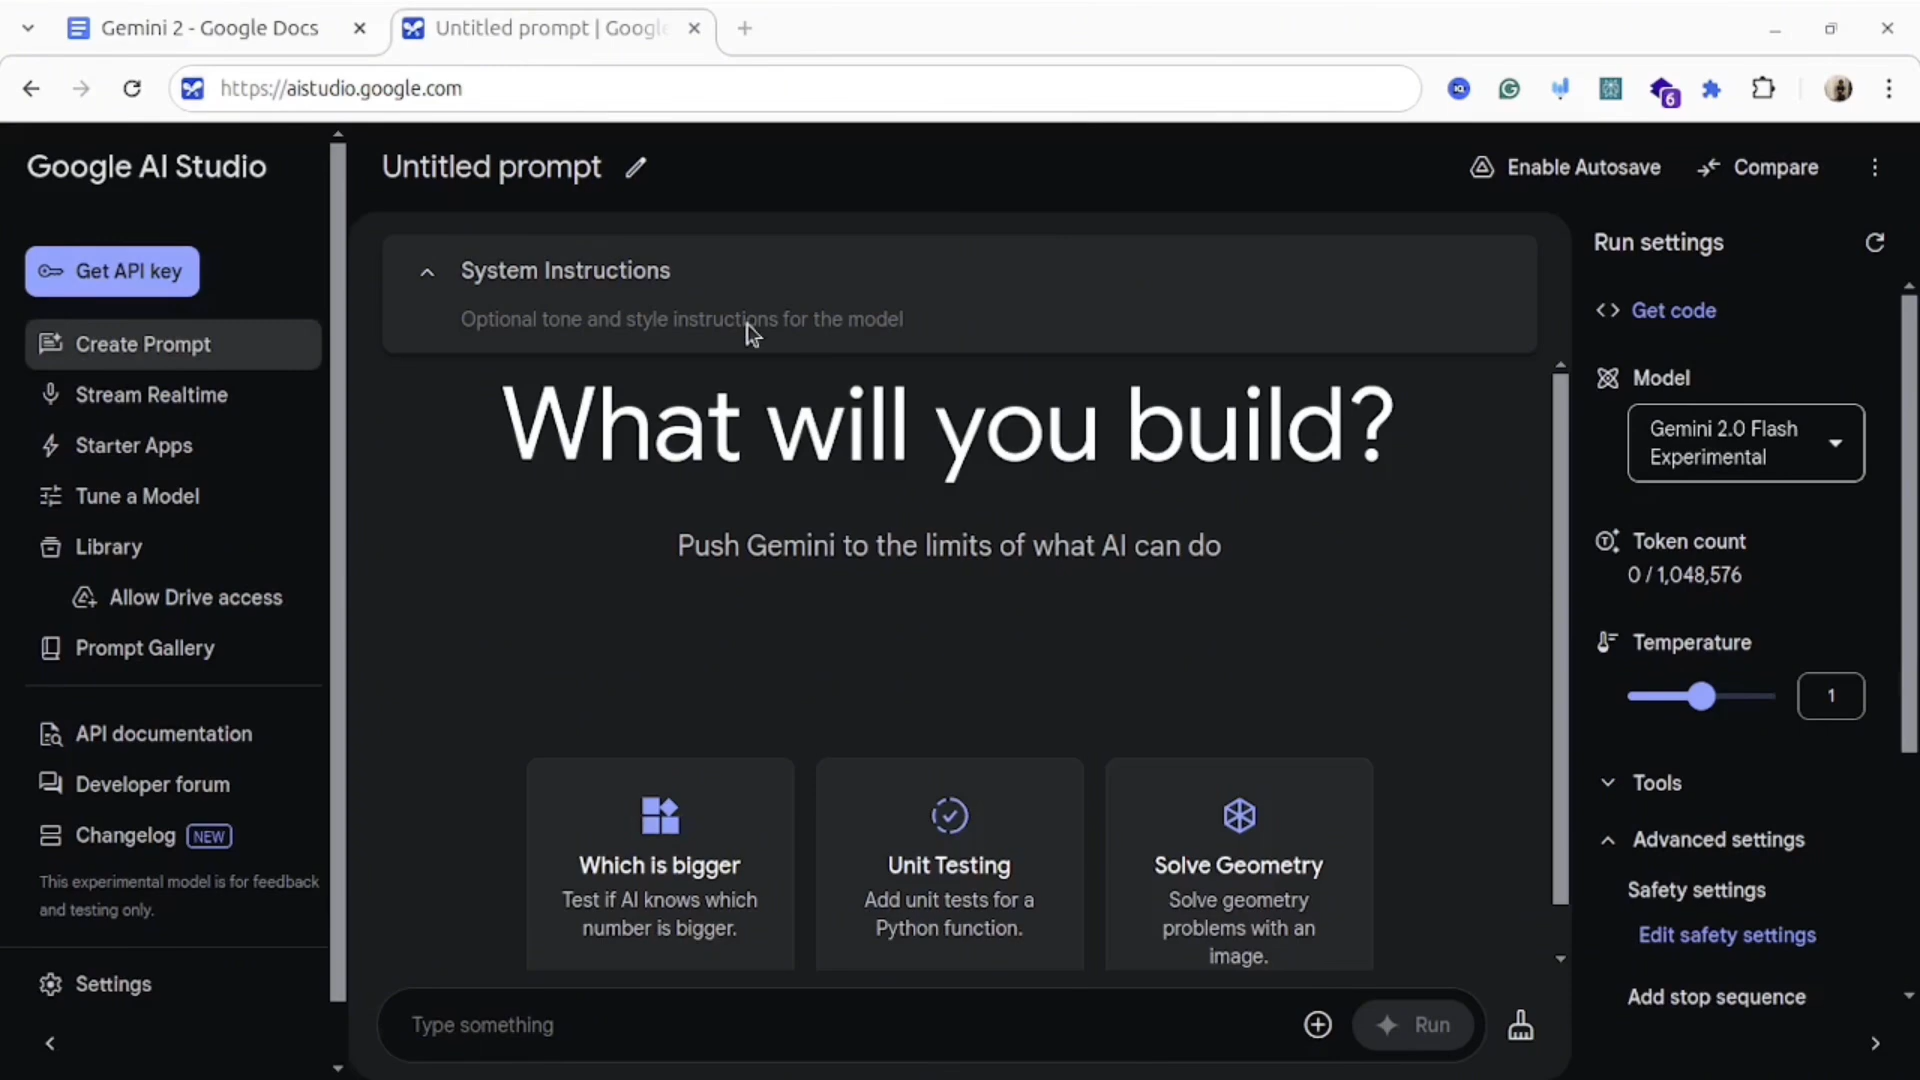 Gemini 2 - Google Docs
Untitled prompt | Google
https://aistudio.google.com
6
Google AI Studio
Get API key
Create Prompt
Stream Realtime
Starter Apps
Tune a Model
Library
Allow Drive access
Prompt Gallery
API documentation
Developer forum
Changelog NEW
This experimental model is for feedback
and testing only.
Settings
Untitled prompt
Enable Autosave
Compare
System Instructions
Optional tone and style instructions for the model
What will you build?
Push Gemini to the limits of what AI can do
Which is bigger
Test if AI knows which
number is bigger.
Unit Testing
Add unit tests for a
Python function.
Solve Geometry
Solve geometry
problems with an
image.
Type something
Run
Run settings
Get code
Model
Gemini 2.0 Flash
Experimental
Token count
0 / 1,048,576
Temperature
1
Tools
Advanced settings
Safety settings
Edit safety settings
Add stop sequence